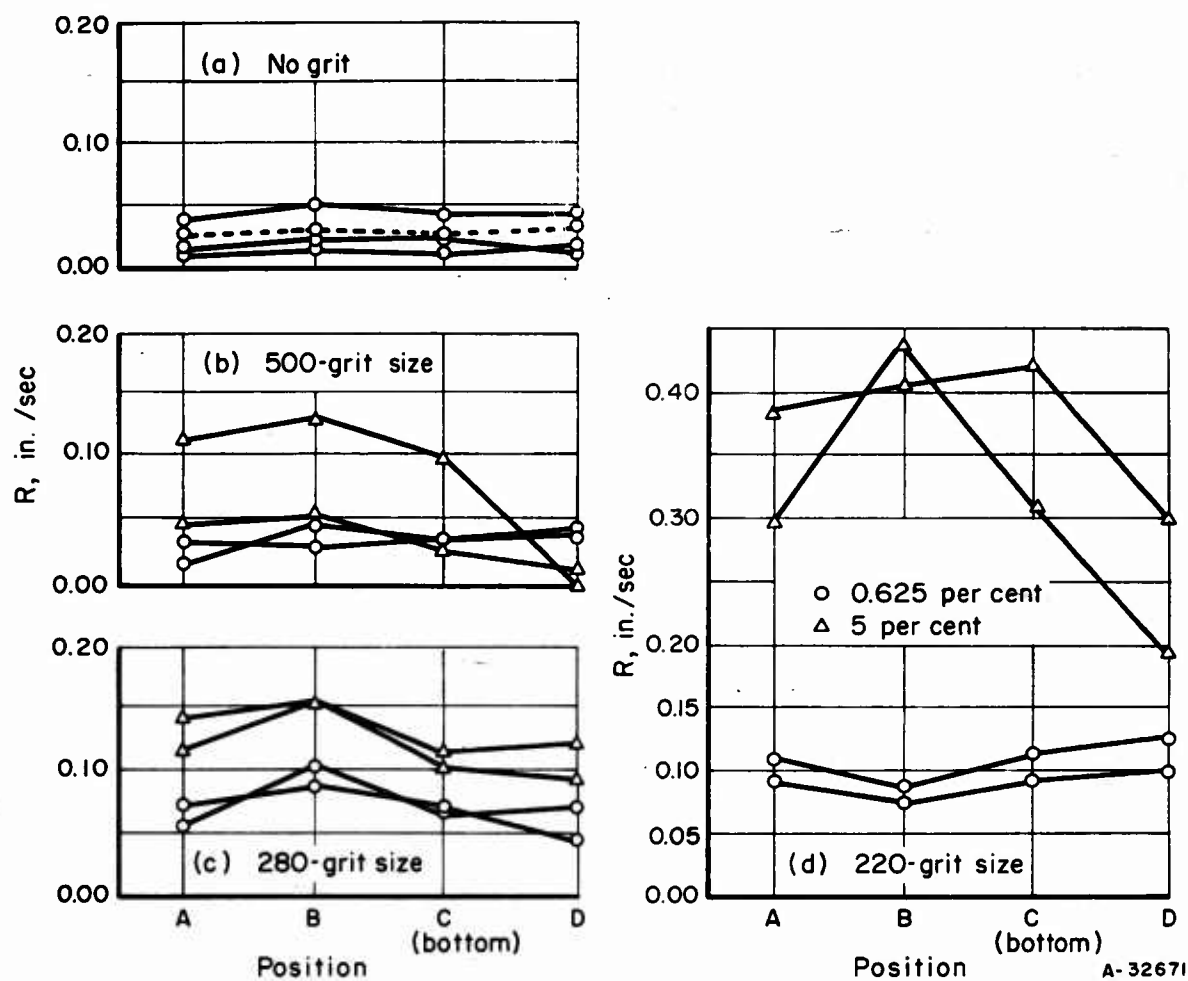 0.20
(a) No grit
0.10
0.00
0.20
(b) 500-grit size
0.10
0.00
R, in. /sec
0.20
0.10
(c) 280-grit size
0.00
A B C D
(bottom)
Position
0.40
0.30
○ 0.625 per cent
△ 5 per cent
R, in./sec
0.20
0.15
0.10
0.05
(d) 220-grit size
0.00
A B C D
(bottom)
Position
A-32671